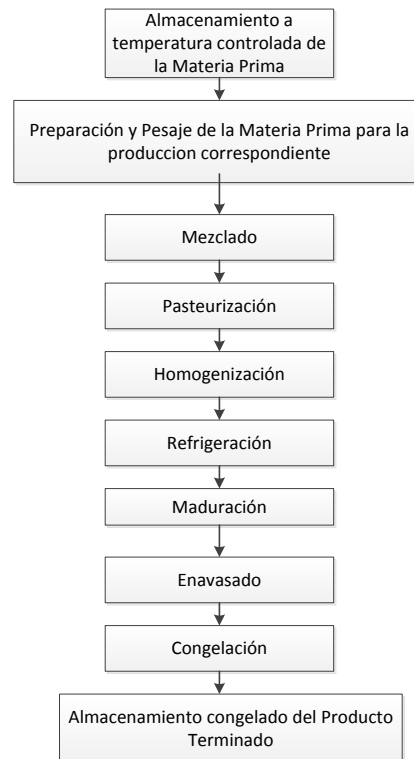 Almacenamiento a
temperatura controlada de
la Materia Prima
Preparación y Pesaje de la Materia Prima para la
produccion correspondiente
Mezclado
Pasteurización
Homogenización
Refrigeración
Maduración
Enavasado
Congelación
Almacenamiento congelado del Producto
Terminado